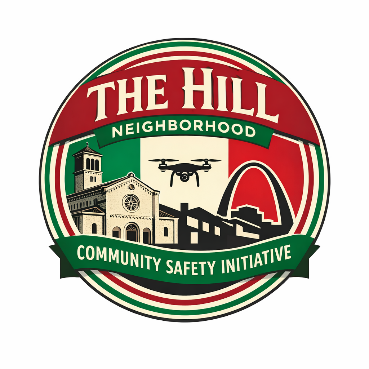 THE HILL
NEIGHBORHOOD
COMMUNITY SAFETY INITIATIVE